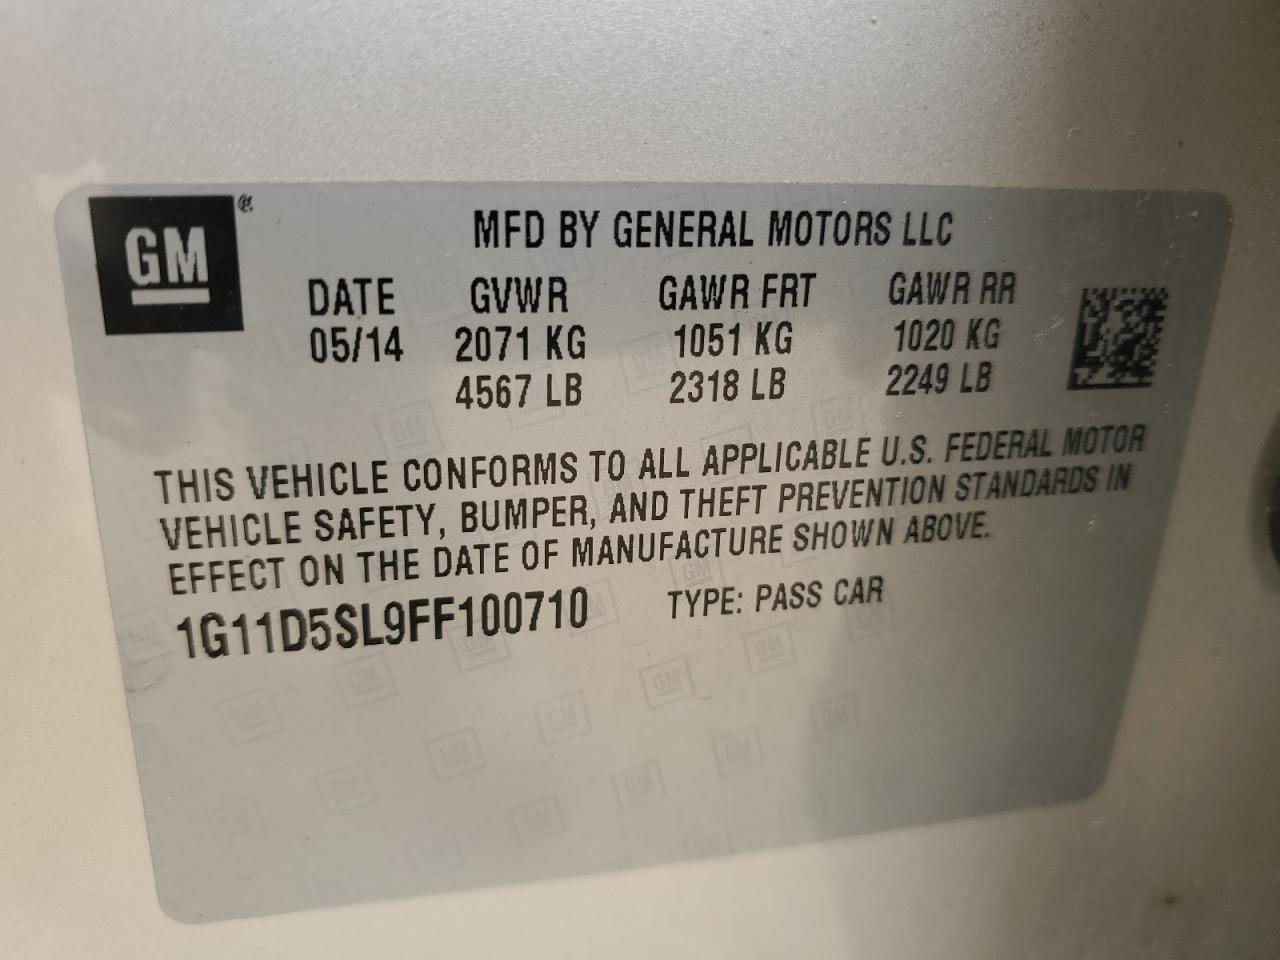 GM ®
MFD BY GENERAL MOTORS LLC
DATE GVWR GAWR FRT GAWR RR
05/14 2071 KG 1051 KG 1020 KG
4567 LB 2318 LB 2249 LB
THIS VEHICLE CONFORMS TO ALL APPLICABLE U.S. FEDERAL MOTOR
VEHICLE SAFETY, BUMPER, AND THEFT PREVENTION STANDARDS IN
EFFECT ON THE DATE OF MANUFACTURE SHOWN ABOVE.
1G11D5SL9FF100710 TYPE: PASS CAR